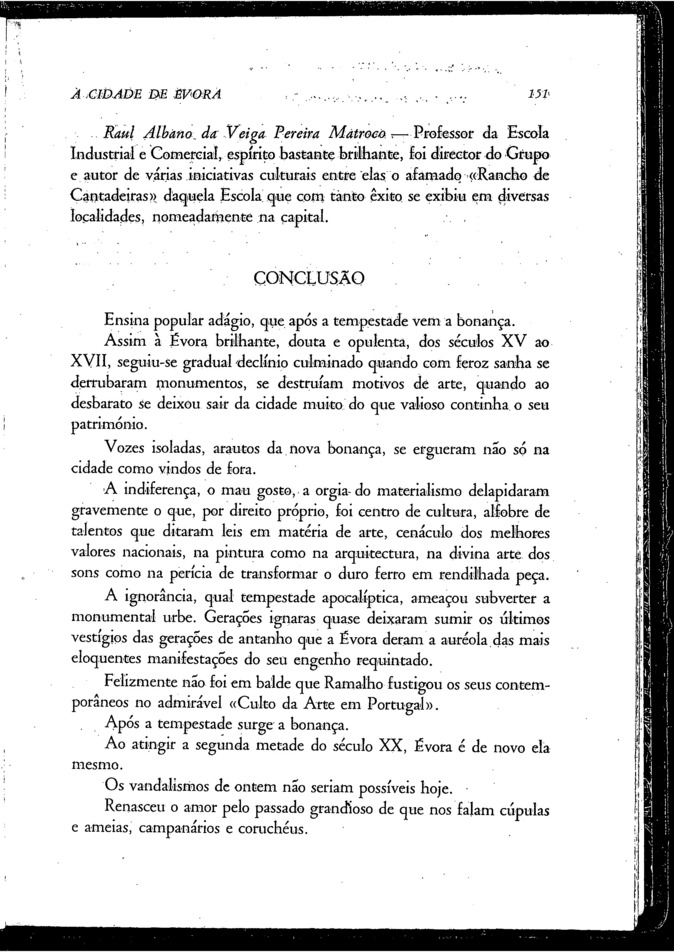 A CIDADE DE ÉVORA 151
Raul Albano da Veiga Pereira Matroco — Professor da Escola
Industrial e Comercial, espírito bastante brilhante, foi director do Grupo
e autor de várias iniciativas culturais entre elas o afamado «Rancho de
Cantadeiras» daquela Escola que com tanto êxito se exibiu em diversas
localidades, nomeadamente na capital.
CONCLUSÃO
Ensina popular adágio, que após a tempestade vem a bonança.
Assim à Évora brilhante, douta e opulenta, dos séculos XV ao
XVII, seguiu-se gradual declínio culminado quando com feroz sanha se
derrubaram monumentos, se destruíam motivos de arte, quando ao
desbarato se deixou sair da cidade muito do que valioso continha o seu
património.
Vozes isoladas, arautos da nova bonança, se ergueram não só na
cidade como vindos de fora.
A indiferença, o mau gosto, a orgia do materialismo delapidaram
gravemente o que, por direito próprio, foi centro de cultura, alfobre de
talentos que ditaram leis em matéria de arte, cenáculo dos melhores
valores nacionais, na pintura como na arquitectura, na divina arte dos
sons como na perícia de transformar o duro ferro em rendilhada peça.
A ignorância, qual tempestade apocalíptica, ameaçou subverter a
monumental urbe. Gerações ignaras quase deixaram sumir os últimos
vestígios das gerações de antanho que a Évora deram a auréola das mais
eloquentes manifestações do seu engenho requintado.
Felizmente não foi em balde que Ramalho fustigou os seus contem-
porâneos no admirável «Culto da Arte em Portugal».
Após a tempestade surge a bonança.
Ao atingir a segunda metade do século XX, Évora é de novo ela
mesmo.
Os vandalismos de ontem não seriam possíveis hoje.
Renasceu o amor pelo passado grandioso de que nos falam cúpulas
e ameias, campanários e coruchéus.